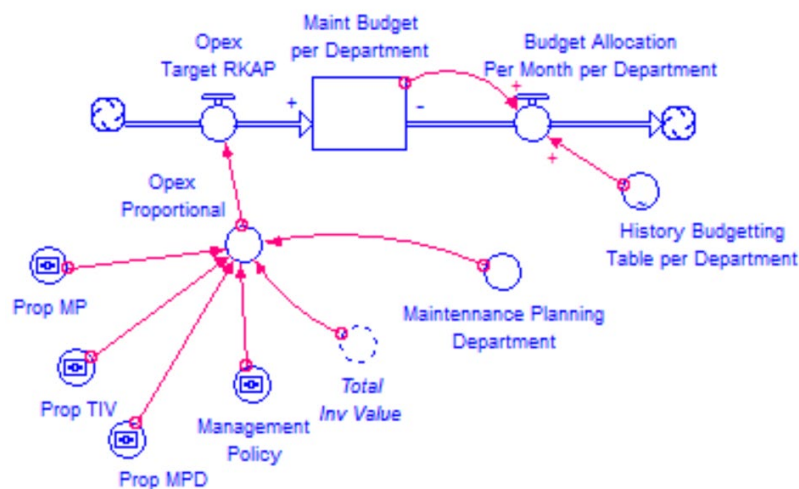 Opex
Target RKAP
Maint Budget
per Department
Budget Allocation
Per Month per Department
+
-
+
+
Opex
Proportional
History Budgetting
Table per Department
Prop MP
Maintennance Planning
Department
Prop TIV
Total
Inv Value
Management
Policy
Prop MPD